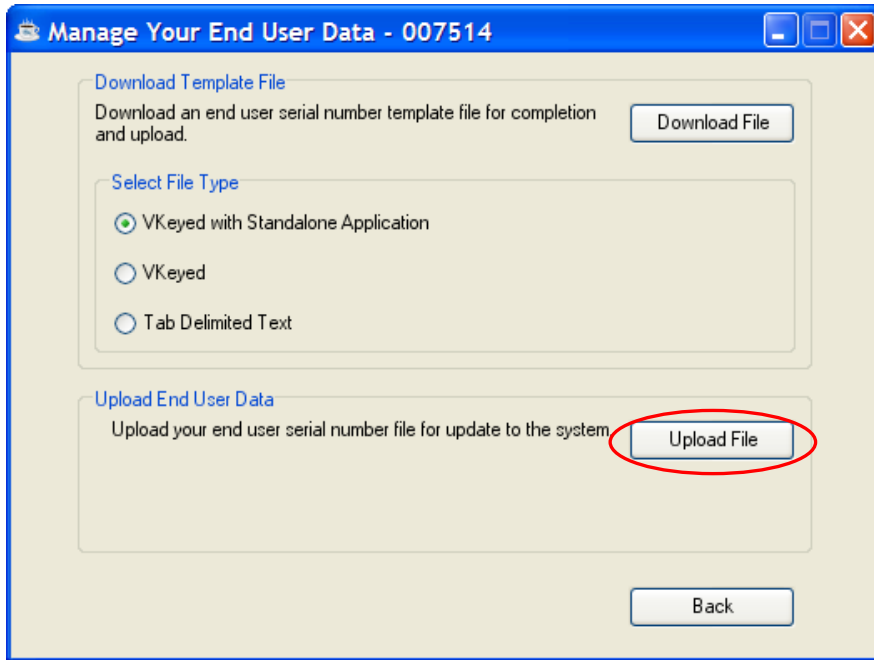 Manage Your End User Data - 007514
Download Template File
Download an end user serial number template file for completion
and upload.
Download File
Select File Type
VKeyed with Standalone Application
VKeyed
Tab Delimited Text
Upload End User Data
Upload your end user serial number file for update to the system.
Upload File
Back